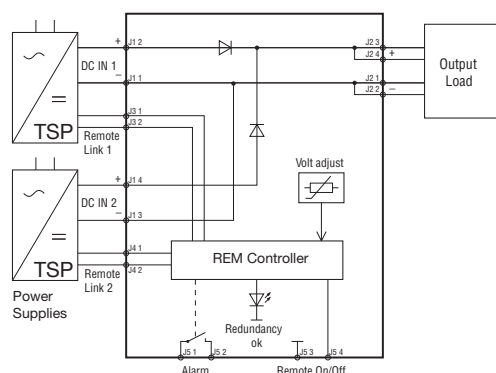 +
J1 2
DC IN 1
−
J1 1
J3 1
J3 2
TSP
Remote
Link 1
+
J1 4
DC IN 2
−
J1 3
J4 1
J4 2
TSP
Remote
Link 2
Power
Supplies
J2 3
J2 4
+
J2 1
J2 2
−
Output
Load
Volt adjust
REM Controller
Redundancy
ok
J5 1
J5 2
J5 3
J5 4
Alarm
Remote On/Off